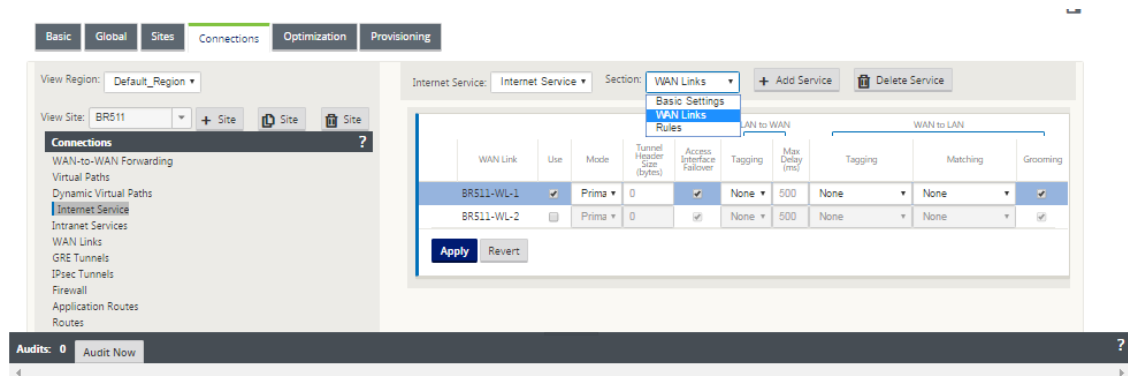 Basic Global Sites Connections Optimization Provisioning
View Region: Default_Region
Internet Service: Internet Service Section: WAN Links + Add Service Delete Service
Basic Settings
WAN Links
Rules
View Site: BR511 + Site Site Site
Connections ?
WAN-to-WAN Forwarding
Virtual Paths
Dynamic Virtual Paths
Internet Service
Intranet Services
WAN Links
GRE Tunnels
IPsec Tunnels
Firewall
Application Routes
Routes
LAN to WAN WAN to LAN
WAN Link Use Mode Tunnel Header Size (bytes) Access Interface Failover Tagging Max Delay (ms) Tagging Matching Grooming
BR511-WL-1 Prima 0 None 500 None None
BR511-WL-2 Prima 0 None 500 None None
Apply Revert
Audits: 0 Audit Now ?